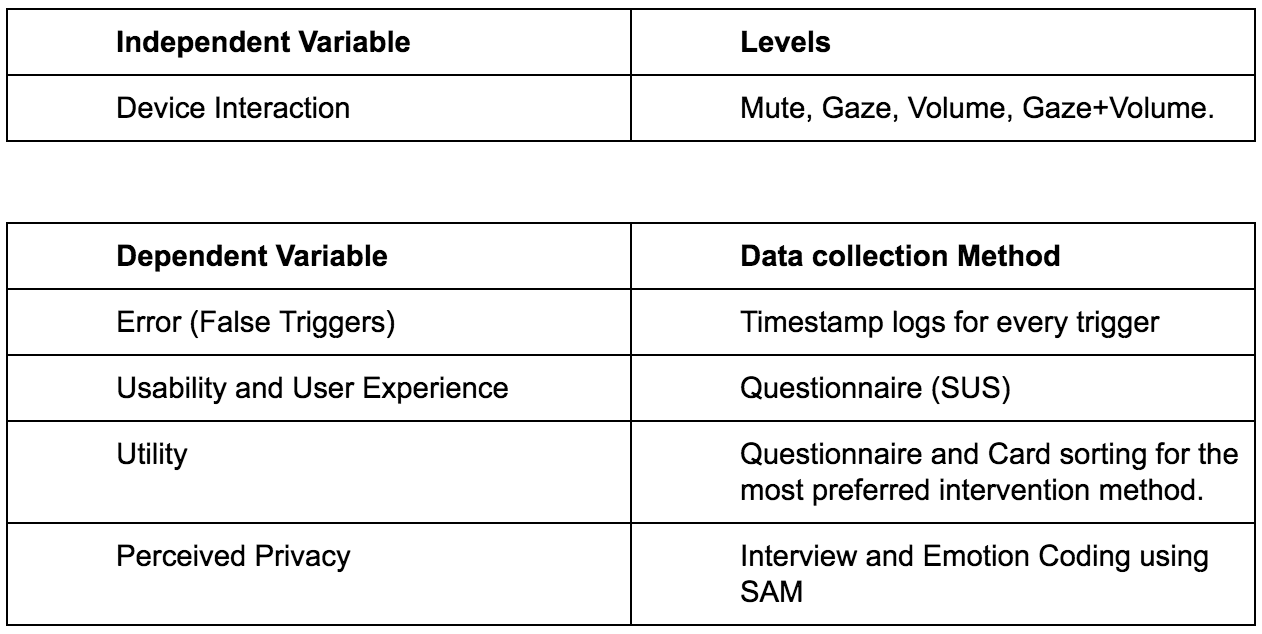 Independent Variable
Levels
Device Interaction
Mute, Gaze, Volume, Gaze+Volume.
Dependent Variable
Data collection Method
Error (False Triggers)
Timestamp logs for every trigger
Usability and User Experience
Questionnaire (SUS)
Utility
Questionnaire and Card sorting for the
most preferred intervention method.
Perceived Privacy
Interview and Emotion Coding using
SAM